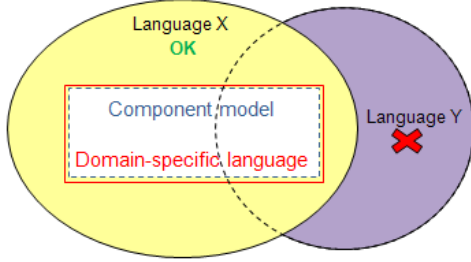 Language X
OK
Component model
Language Y
Domain-specific language